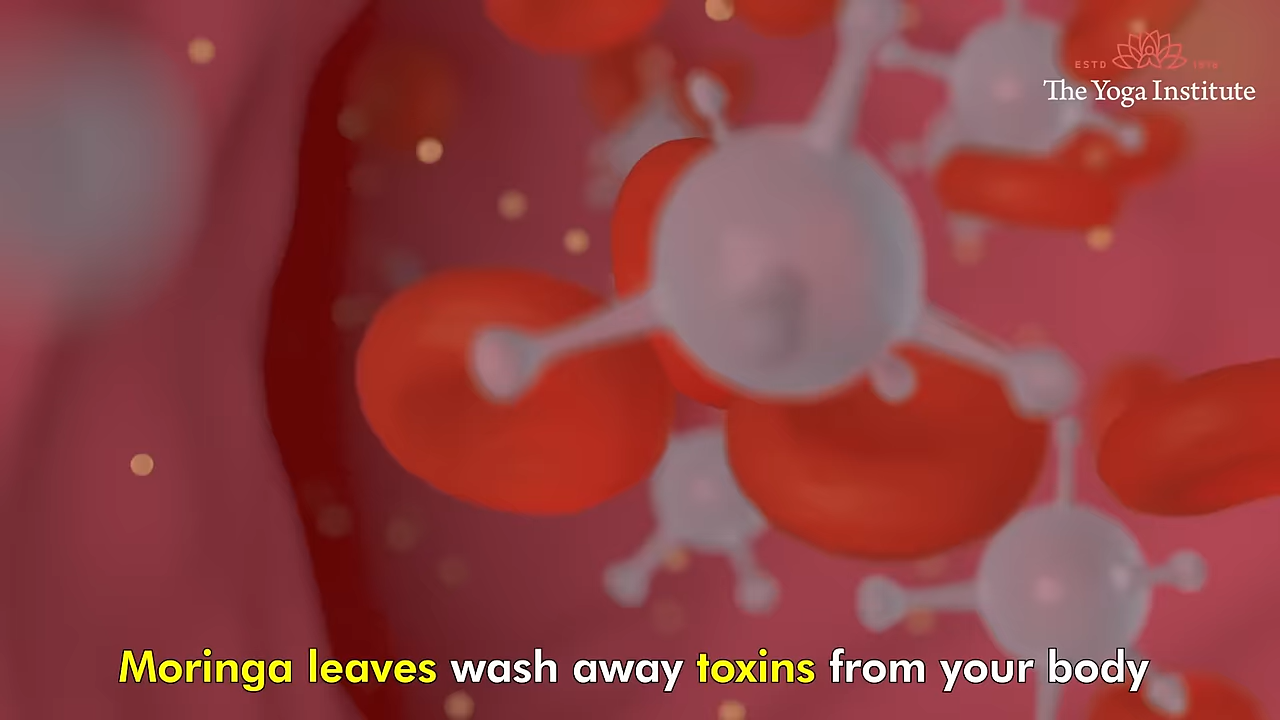 ESTD 1918
The Yoga Institute
Moringa leaves wash away toxins from your body